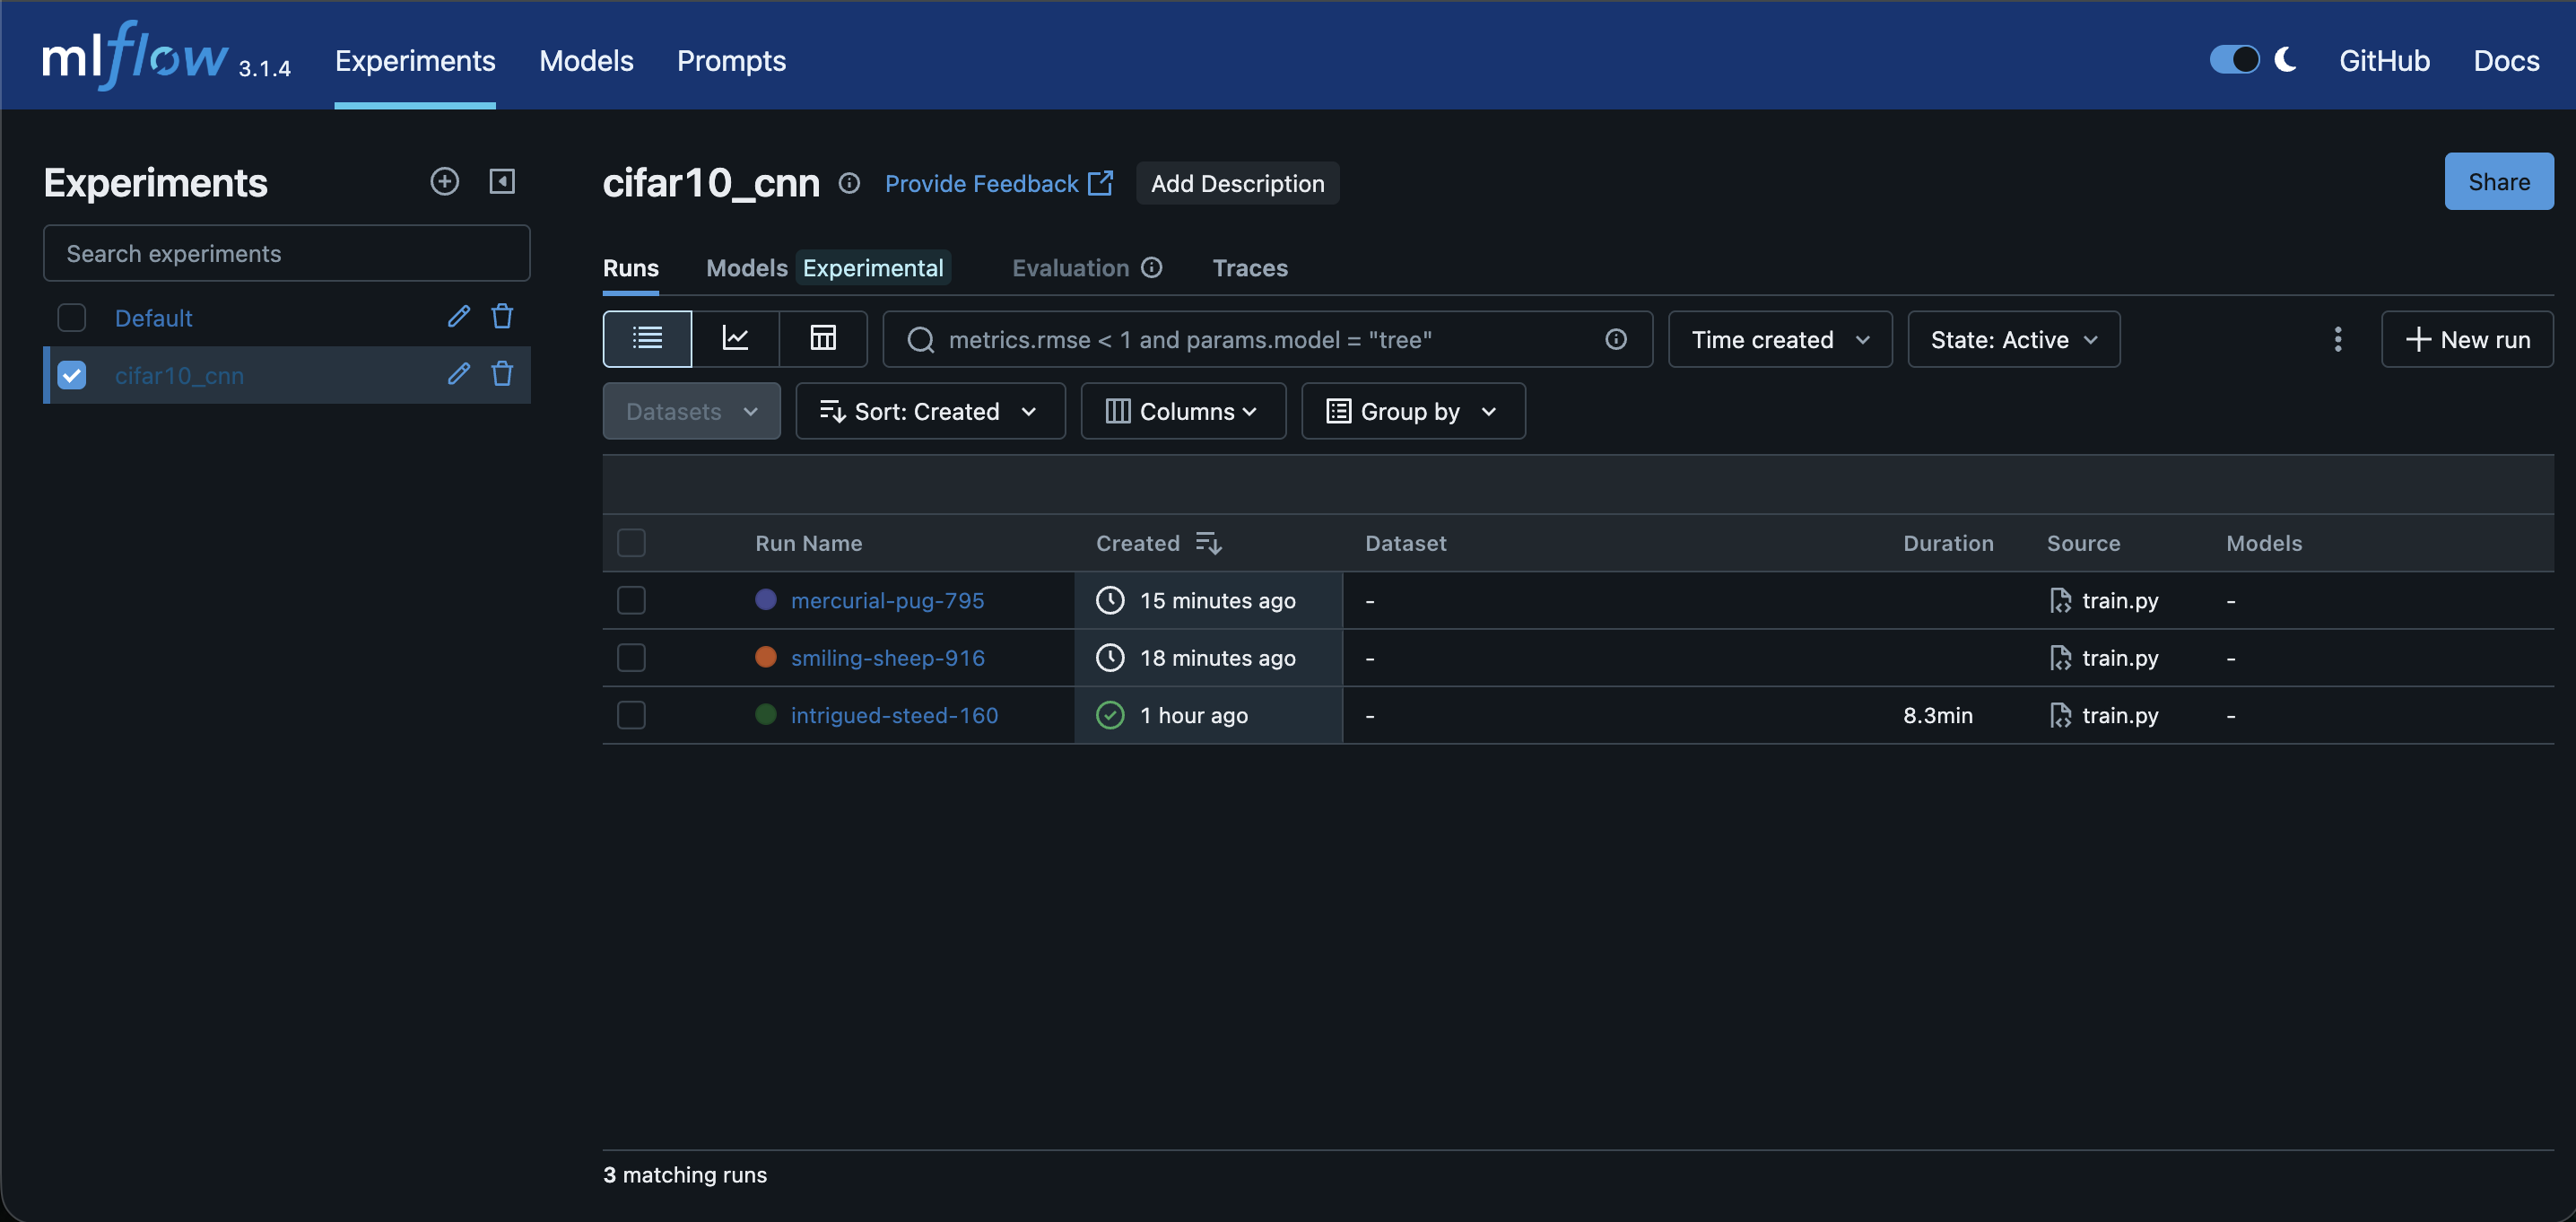 mlflow 3.1.4 Experiments Models Prompts GitHub Docs
Experiments
Search experiments
Default
cifar10_cnn
cifar10_cnn Provide Feedback Add Description Share
Runs Models Experimental Evaluation Traces
metrics.rmse < 1 and params.model = "tree" Time created State: Active New run
Datasets Sort: Created Columns Group by
Run Name Created Dataset Duration Source Models
mercurial-pug-795 15 minutes ago - train.py -
smiling-sheep-916 18 minutes ago - train.py -
intrigued-steed-160 1 hour ago - 8.3min train.py -
3 matching runs